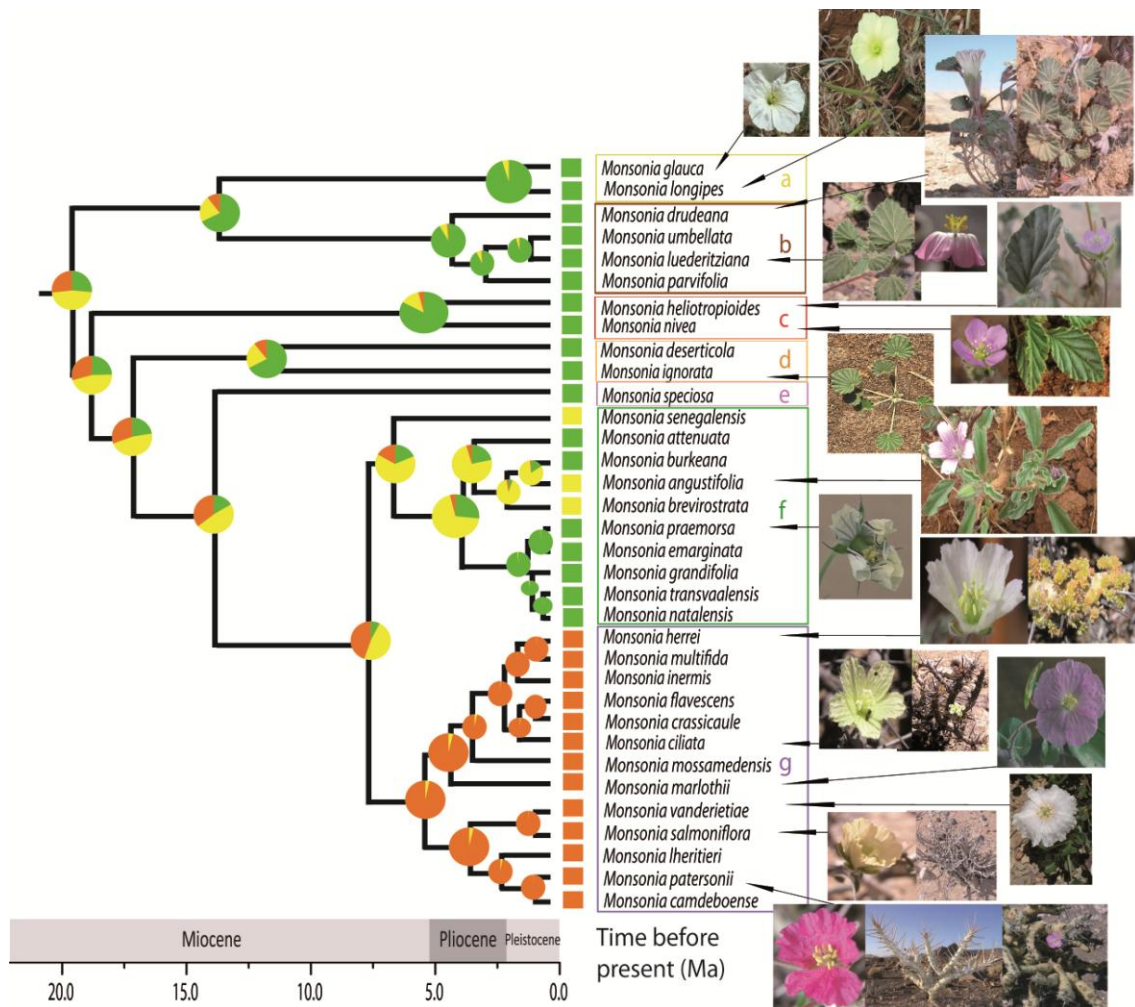 Monsonia glauca
Monsonia longipes
a
Monsonia drudeana
Monsonia umbellata
b
Monsonia luederitziana
Monsonia parvifolia
Monsonia heliotropioides
Monsonia nivea
c
Monsonia deserticola
d
Monsonia ignorata
Monsonia speciosa
e
Monsonia senegalensis
Monsonia attenuata
Monsonia burkeana
Monsonia angustifolia
Monsonia brevirostrata
f
Monsonia praemorsa
Monsonia emarginata
Monsonia grandifolia
Monsonia transvaalensis
Monsonia natalensis
Monsonia herrei
Monsonia multifida
Monsonia inermis
Monsonia flavescens
Monsonia crassicaule
Monsonia ciliata
Monsonia mossamedensis g
Monsonia marlothii
Monsonia vanderietiae
Monsonia salmoniflora
Monsonia lheritieri
Monsonia patersonii
Monsonia camdeboense
Miocene Pliocene Pleistocene
Time before
present (Ma)
20.0 15.0 10.0 5.0 0.0